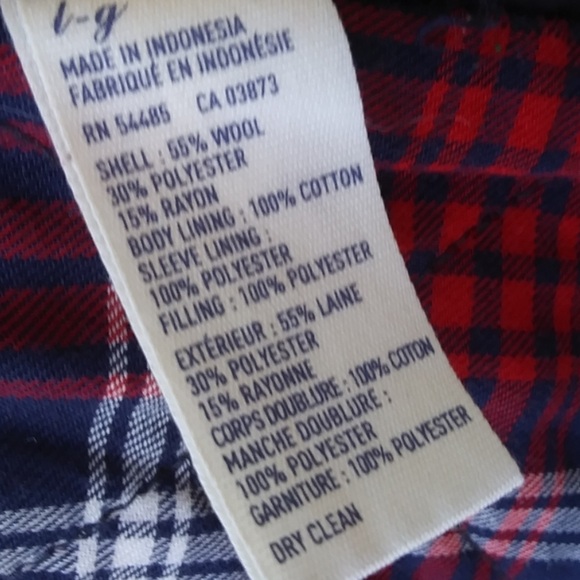 l-g
MADE IN INDONESIA
FABRIQUÉ EN INDONÉSIE
RN 54485 CA 03873
SHELL : 55% WOOL
30% POLYESTER
15% RAYON
BODY LINING : 100% COTTON
SLEEVE LINING :
100% POLYESTER
FILLING : 100% POLYESTER
EXTÉRIEUR : 55% LAINE
30% POLYESTER
15% RAYONNE
CORPS DOUBLURE : 100% COTON
MANCHE DOUBLURE :
100% POLYESTER
GARNITURE : 100% POLYESTER
DRY CLEAN